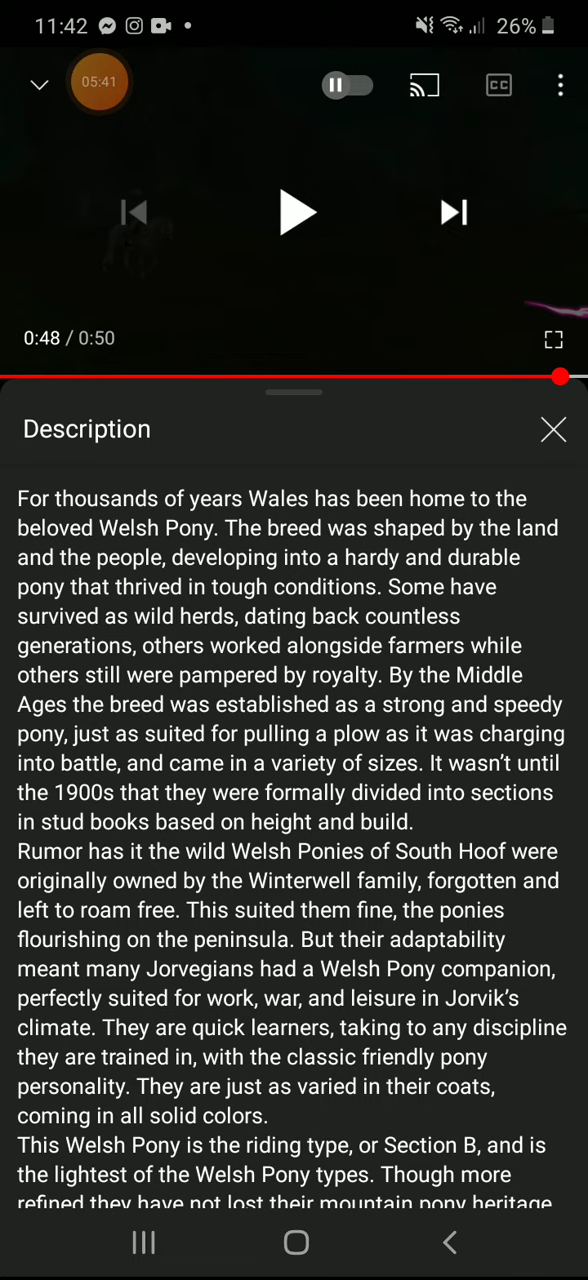 11:42
26%
05:41
CC
0:48 / 0:50
Description
For thousands of years Wales has been home to the
beloved Welsh Pony. The breed was shaped by the land
and the people, developing into a hardy and durable
pony that thrived in tough conditions. Some have
survived as wild herds, dating back countless
generations, others worked alongside farmers while
others still were pampered by royalty. By the Middle
Ages the breed was established as a strong and speedy
pony, just as suited for pulling a plow as it was charging
into battle, and came in a variety of sizes. It wasn’t until
the 1900s that they were formally divided into sections
in stud books based on height and build.
Rumor has it the wild Welsh Ponies of South Hoof were
originally owned by the Winterwell family, forgotten and
left to roam free. This suited them fine, the ponies
flourishing on the peninsula. But their adaptability
meant many Jorvegians had a Welsh Pony companion,
perfectly suited for work, war, and leisure in Jorvik’s
climate. They are quick learners, taking to any discipline
they are trained in, with the classic friendly pony
personality. They are just as varied in their coats,
coming in all solid colors.
This Welsh Pony is the riding type, or Section B, and is
the lightest of the Welsh Pony types. Though more
refined they have not lost their mountain pony heritage